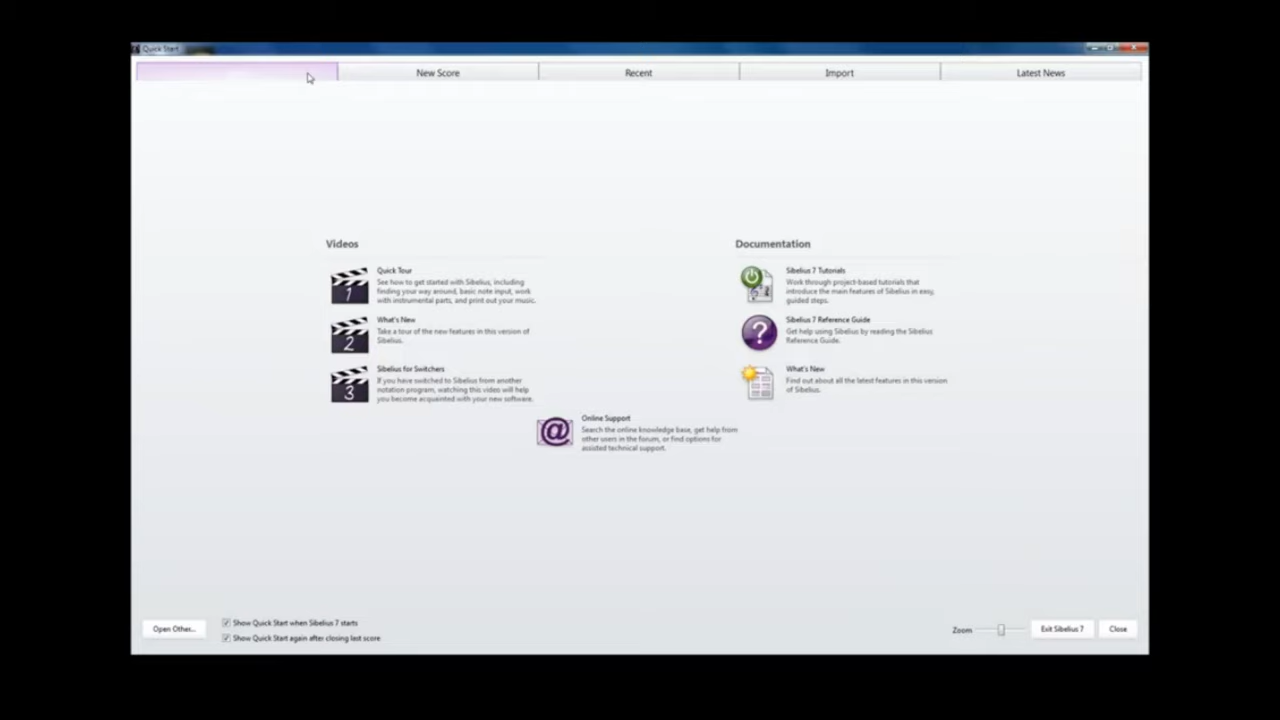 Quick Start
New Score
Recent
Import
Latest News
Videos
Quick Tour
See how to get started with Sibelius, including
finding your way around, basic note input, work
with instrumental parts, and print out your music.
What's New
Take a tour of the new features in this version of
Sibelius.
Sibelius for Switchers
If you have switched to Sibelius from another
notation program, watching this video will help
you become acquainted with your new software.
Documentation
Sibelius 7 Tutorials
Work through project-based tutorials that
introduce the main features of Sibelius in easy,
guided steps.
Sibelius 7 Reference Guide
Get help using Sibelius by reading the Sibelius
Reference Guide.
What's New
Find out about all the latest features in this version
of Sibelius.
Online Support
Search the online knowledge base, get help from
other users in the forum, or find options for
assisted technical support.
Open Other...
Show Quick Start when Sibelius 7 starts
Show Quick Start again after closing last score
Zoom
Exit Sibelius 7
Close
1
2
3